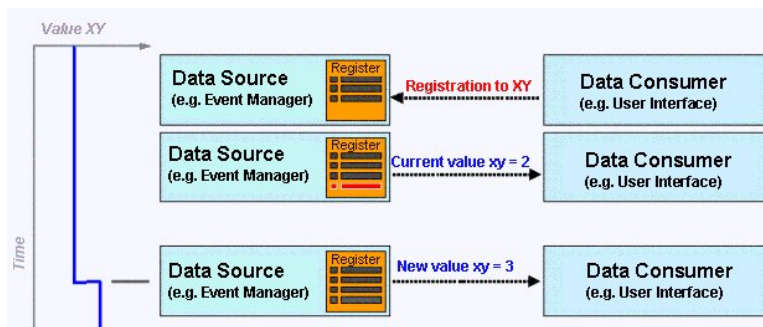 Value XY
Data Source
(e.g. Event Manager)
Register
Registration to XY
Data Consumer
(e.g. User Interface)
Data Source
(e.g. Event Manager)
Register
Current value xy = 2
Data Consumer
(e.g. User Interface)
Time
Data Source
(e.g. Event Manager)
Register
New value xy = 3
Data Consumer
(e.g. User Interface)